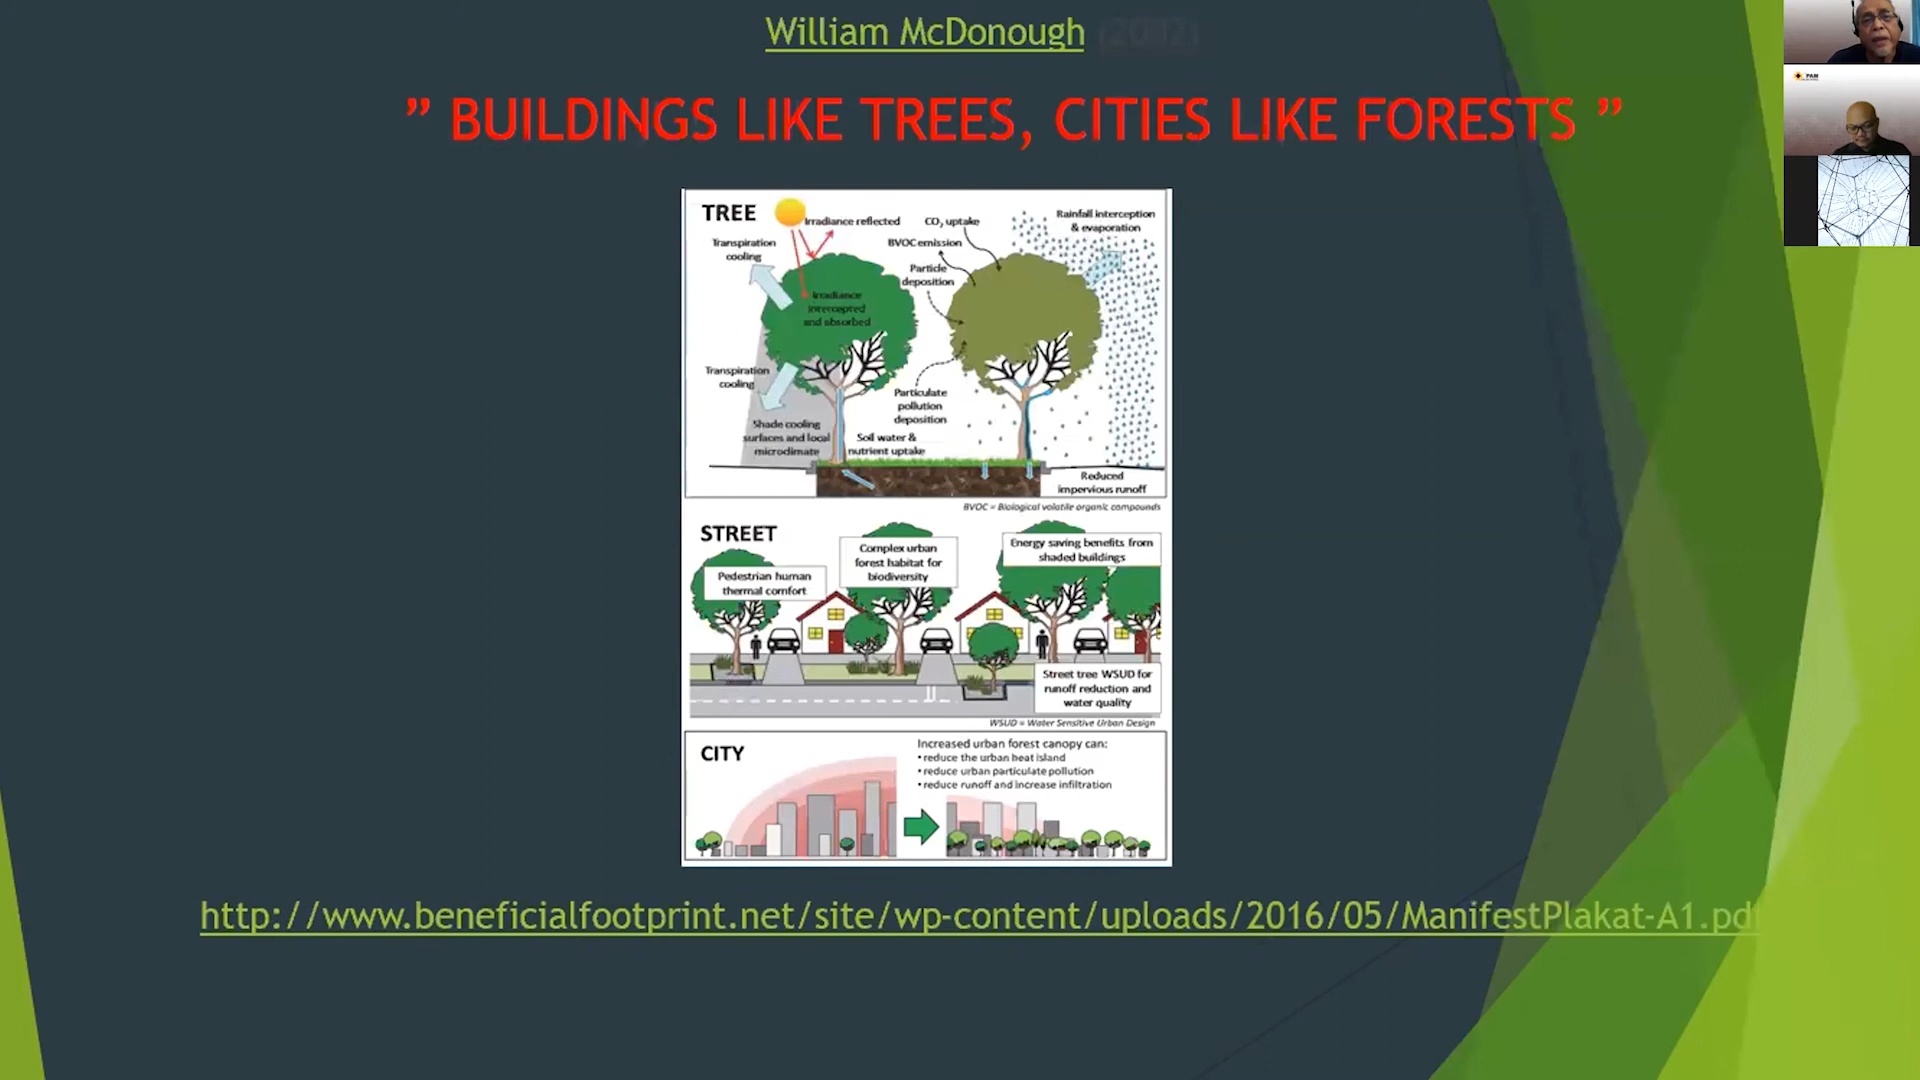 William McDonough (2002)
” BUILDINGS LIKE TREES, CITIES LIKE FORESTS ”
PAM
TREE
Irradiance reflected
CO₂ uptake
Rainfall interception
& evaporation
Transpiration
cooling
BVOC emission
Particle
deposition
Irradiance
intercepted
and absorbed
Transpiration
cooling
Particulate
pollution
deposition
Shade cooling
surfaces and local
microclimate
Soil water &
nutrient uptake
Reduced
impervious runoff
BVOC = Biological volatile organic compounds
STREET
Pedestrian human
thermal comfort
Complex urban
forest habitat for
biodiversity
Energy saving benefits from
shaded buildings
Street tree WSUD for
runoff reduction and
water quality
WSUD = Water Sensitive Urban Design
CITY
Increased urban forest canopy can:
• reduce the urban heat island
• reduce urban particulate pollution
• reduce runoff and increase infiltration
http://www.beneficialfootprint.net/site/wp-content/uploads/2016/05/ManifestPlakat-A1.pdf